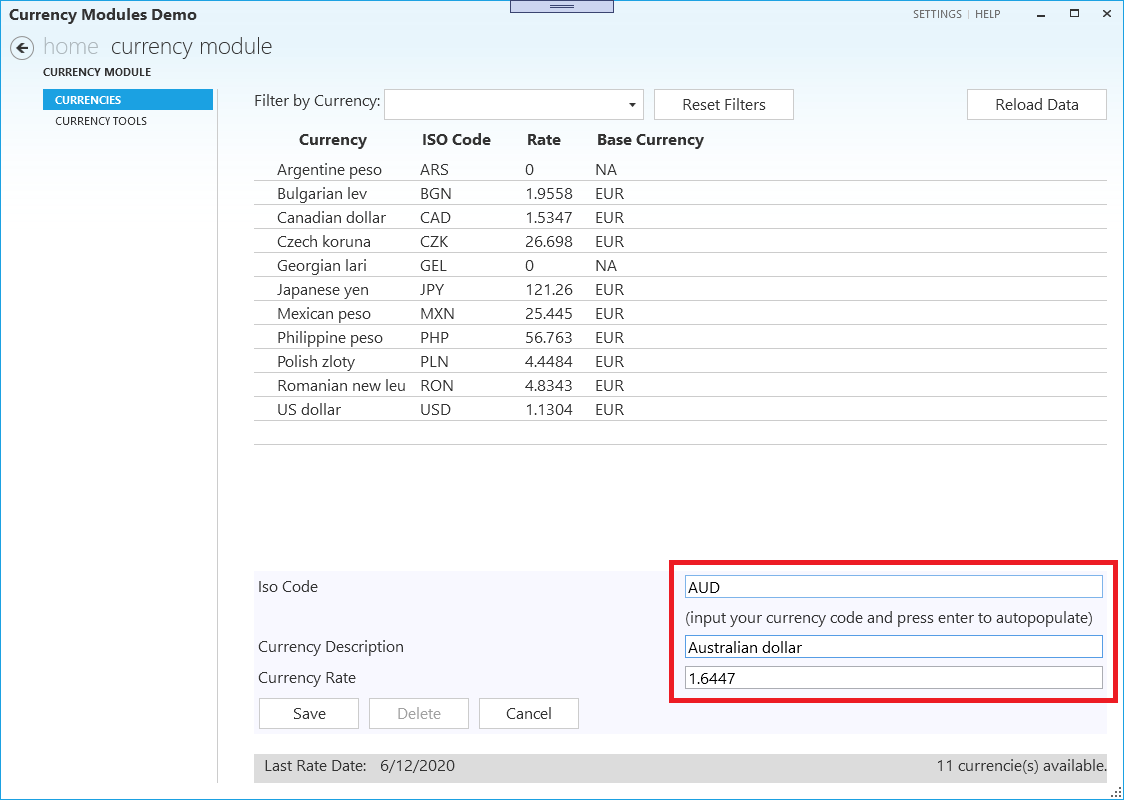 Currency Modules Demo
SETTINGS | HELP
home currency module
CURRENCY MODULE
CURRENCIES
CURRENCY TOOLS
Filter by Currency:
Reset Filters
Reload Data
Currency ISO Code Rate Base Currency
Argentine peso ARS 0 NA
Bulgarian lev BGN 1.9558 EUR
Canadian dollar CAD 1.5347 EUR
Czech koruna CZK 26.698 EUR
Georgian lari GEL 0 NA
Japanese yen JPY 121.26 EUR
Mexican peso MXN 25.445 EUR
Philippine peso PHP 56.763 EUR
Polish zloty PLN 4.4484 EUR
Romanian new leu RON 4.8343 EUR
US dollar USD 1.1304 EUR
Iso Code AUD
(input your currency code and press enter to autopopulate)
Currency Description Australian dollar
Currency Rate 1.6447
Save Delete Cancel
Last Rate Date: 6/12/2020 11 currencie(s) available.